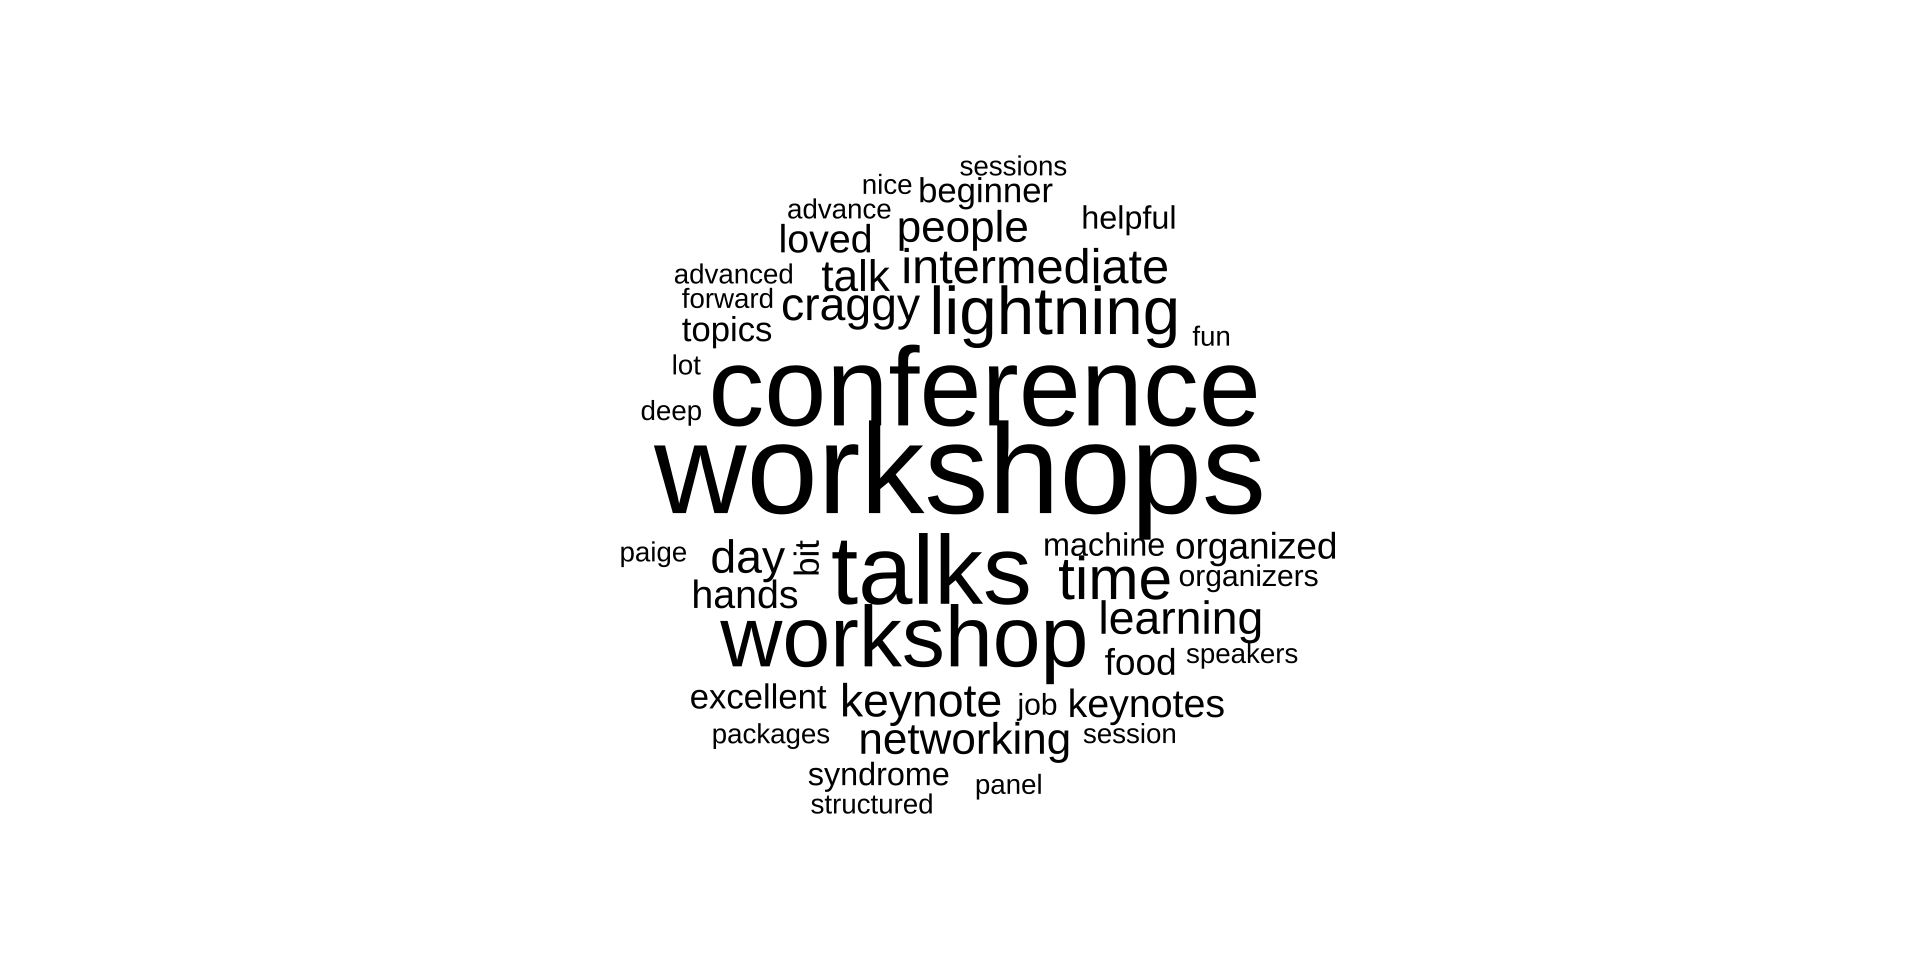 sessions
nice beginner
advance people helpful
loved
advanced talk intermediate
forward craggy lightning
topics fun
lot conference
deep
workshops
paige day bit talks machine organized
hands time organizers
workshop learning
food speakers
excellent keynote job keynotes
packages networking session
syndrome panel
structured